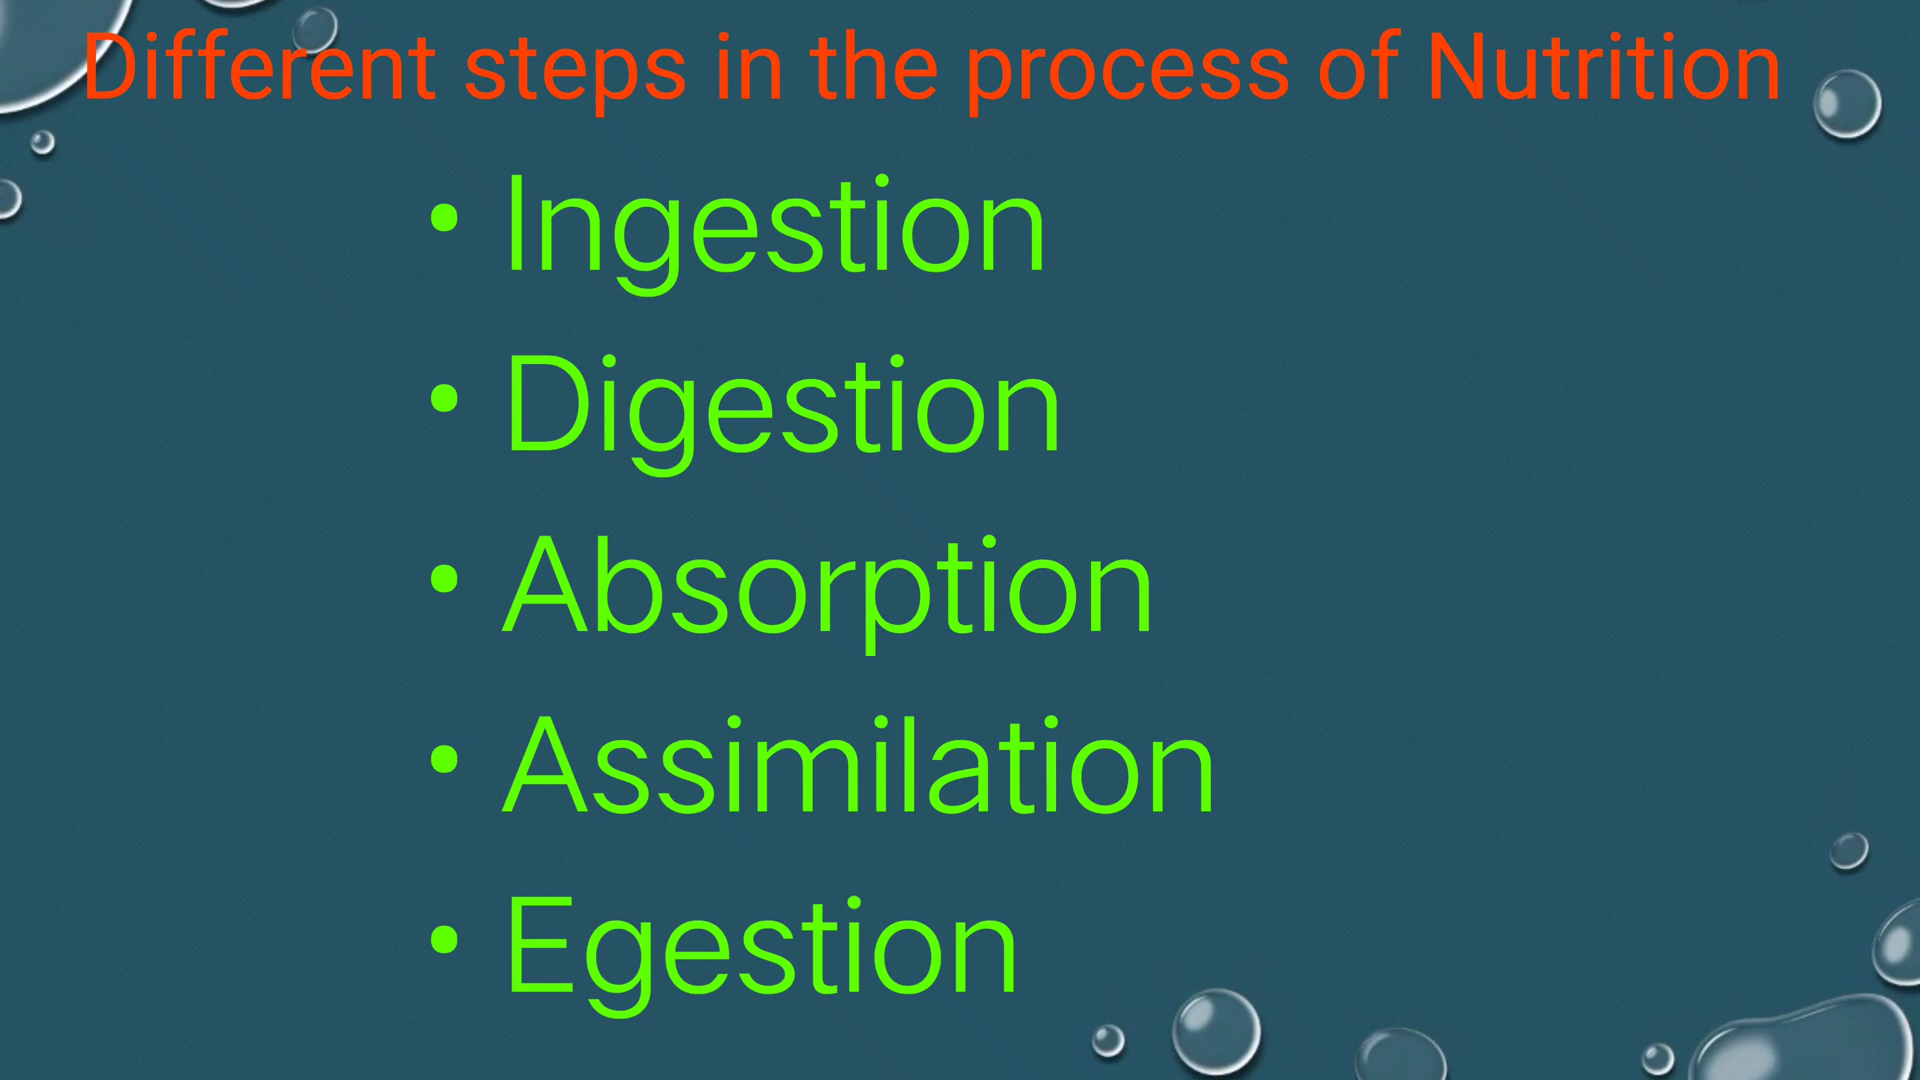 Different steps in the process of Nutrition
• Ingestion
• Digestion
• Absorption
• Assimilation
• Egestion